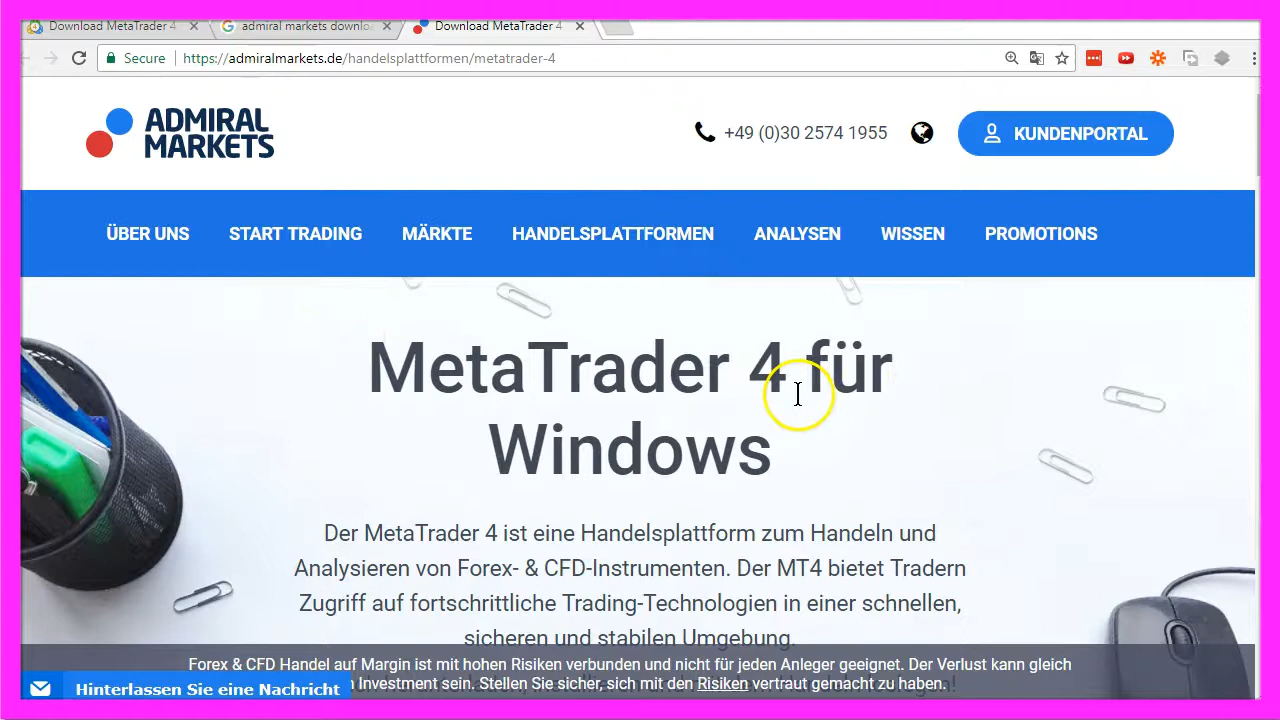 Download MetaTrader 4
admiral markets downlo
Download MetaTrader 4
Secure
https://admiralmarkets.de/handelsplattformen/metatrader-4
ADMIRAL
MARKETS
+49 (0)30 2574 1955
KUNDENPORTAL
ÜBER UNS START TRADING MÄRKTE HANDELSPLATTFORMEN ANALYSEN WISSEN PROMOTIONS
MetaTrader 4 für
Windows
Der MetaTrader 4 ist eine Handelsplattform zum Handeln und
Analysieren von Forex- & CFD-Instrumenten. Der MT4 bietet Tradern
Zugriff auf fortschrittliche Trading-Technologien in einer schnellen,
sicheren und stabilen Umgebung.
Forex & CFD Handel auf Margin ist mit hohen Risiken verbunden und nicht für jeden Anleger geeignet. Der Verlust kann gleich
Investment sein. Stellen Sie sicher, sich mit den Risiken vertraut gemacht zu haben.
Hinterlassen Sie eine Nachricht